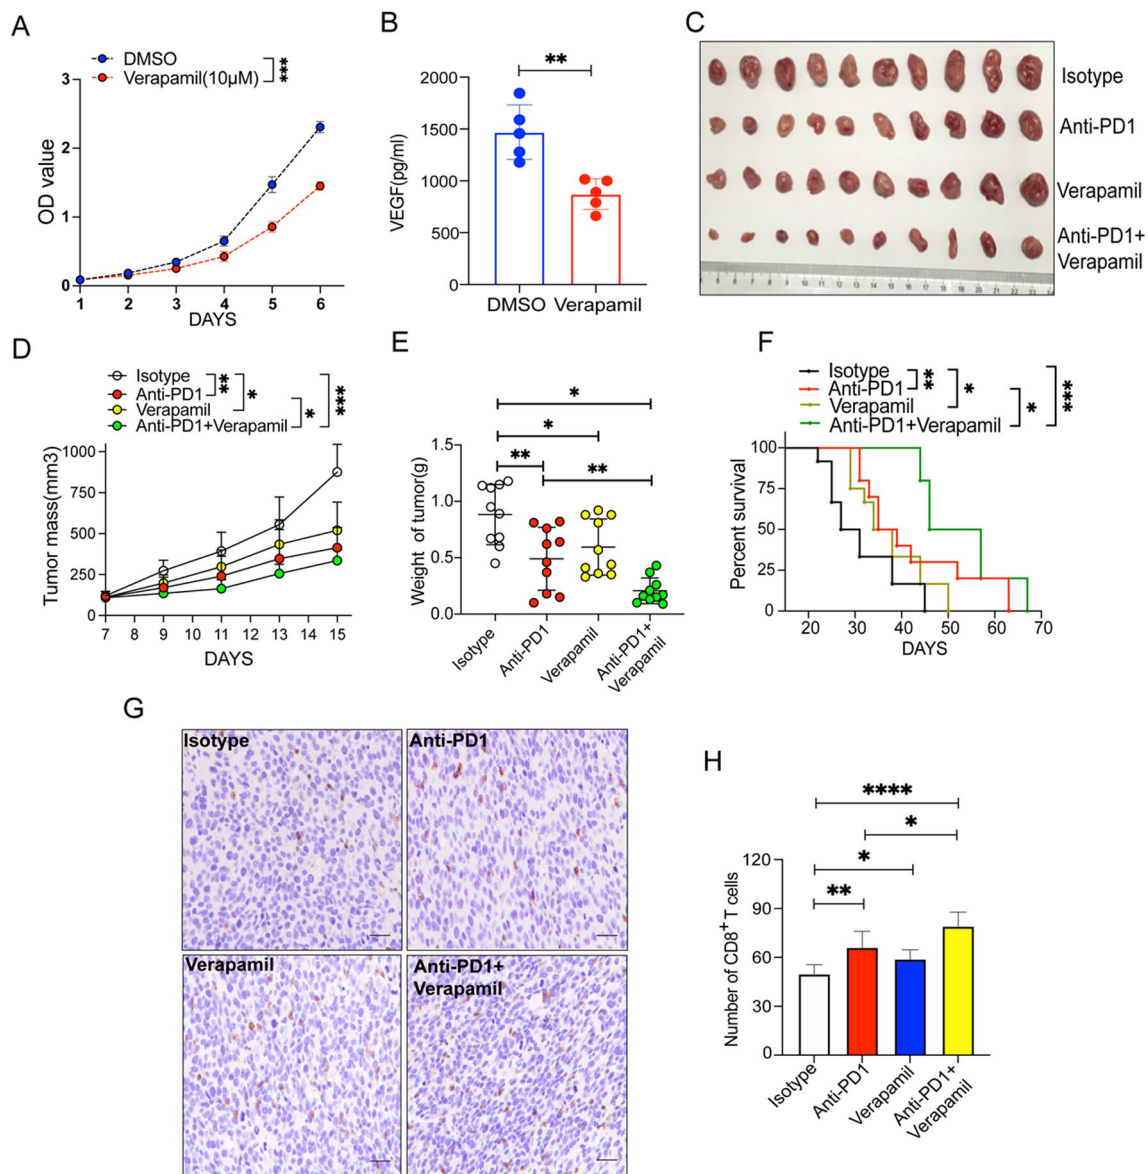 A
DMSO
Verapamil(10μM)
***
3
2
1
0
OD value
1 2 3 4 5 6
DAYS
B
**
2000
1500
1000
500
0
VEGF(pg/ml)
DMSO Verapamil
C
Isotype
Anti-PD1
Verapamil
Anti-PD1+
Verapamil
D
Isotype
Anti-PD1
Verapamil
Anti-PD1+Verapamil
**
*
*
***
1000
750
500
250
0
Tumor mass(mm3)
7 8 9 10 11 12 13 14 15
DAYS
E
*
*
**
**
1.5
1.0
0.5
0.0
Weight of tumor(g)
Isotype
Anti-PD1
Verapamil
Anti-PD1+
Verapamil
F
Isotype
Anti-PD1
Verapamil
Anti-PD1+Verapamil
**
*
*
***
100
75
50
25
0
Percent survival
20 30 40 50 60 70
DAYS
G
Isotype
Anti-PD1
Verapamil
Anti-PD1+
Verapamil
H
****
*
*
**
120
90
60
30
0
Number of CD8+T cells
Isotype
Anti-PD1
Verapamil
Anti-PD1+
Verapamil